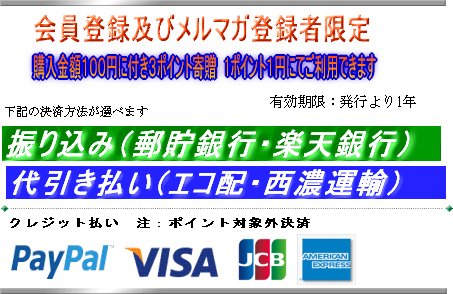 会員登録及びメルマガ登録者限定
購入金額100円に付き3ポイント寄贈 1ポイント1円にてご利用できます
有効期限：発行より1年
下記の決済方法が選べます
振り込み（郵貯銀行・楽天銀行）
代引き払い（エコ配・西濃運輸）
クレジット払い　注：ポイント対象外決済
PayPal VISA JCB AMERICAN EXPRESS